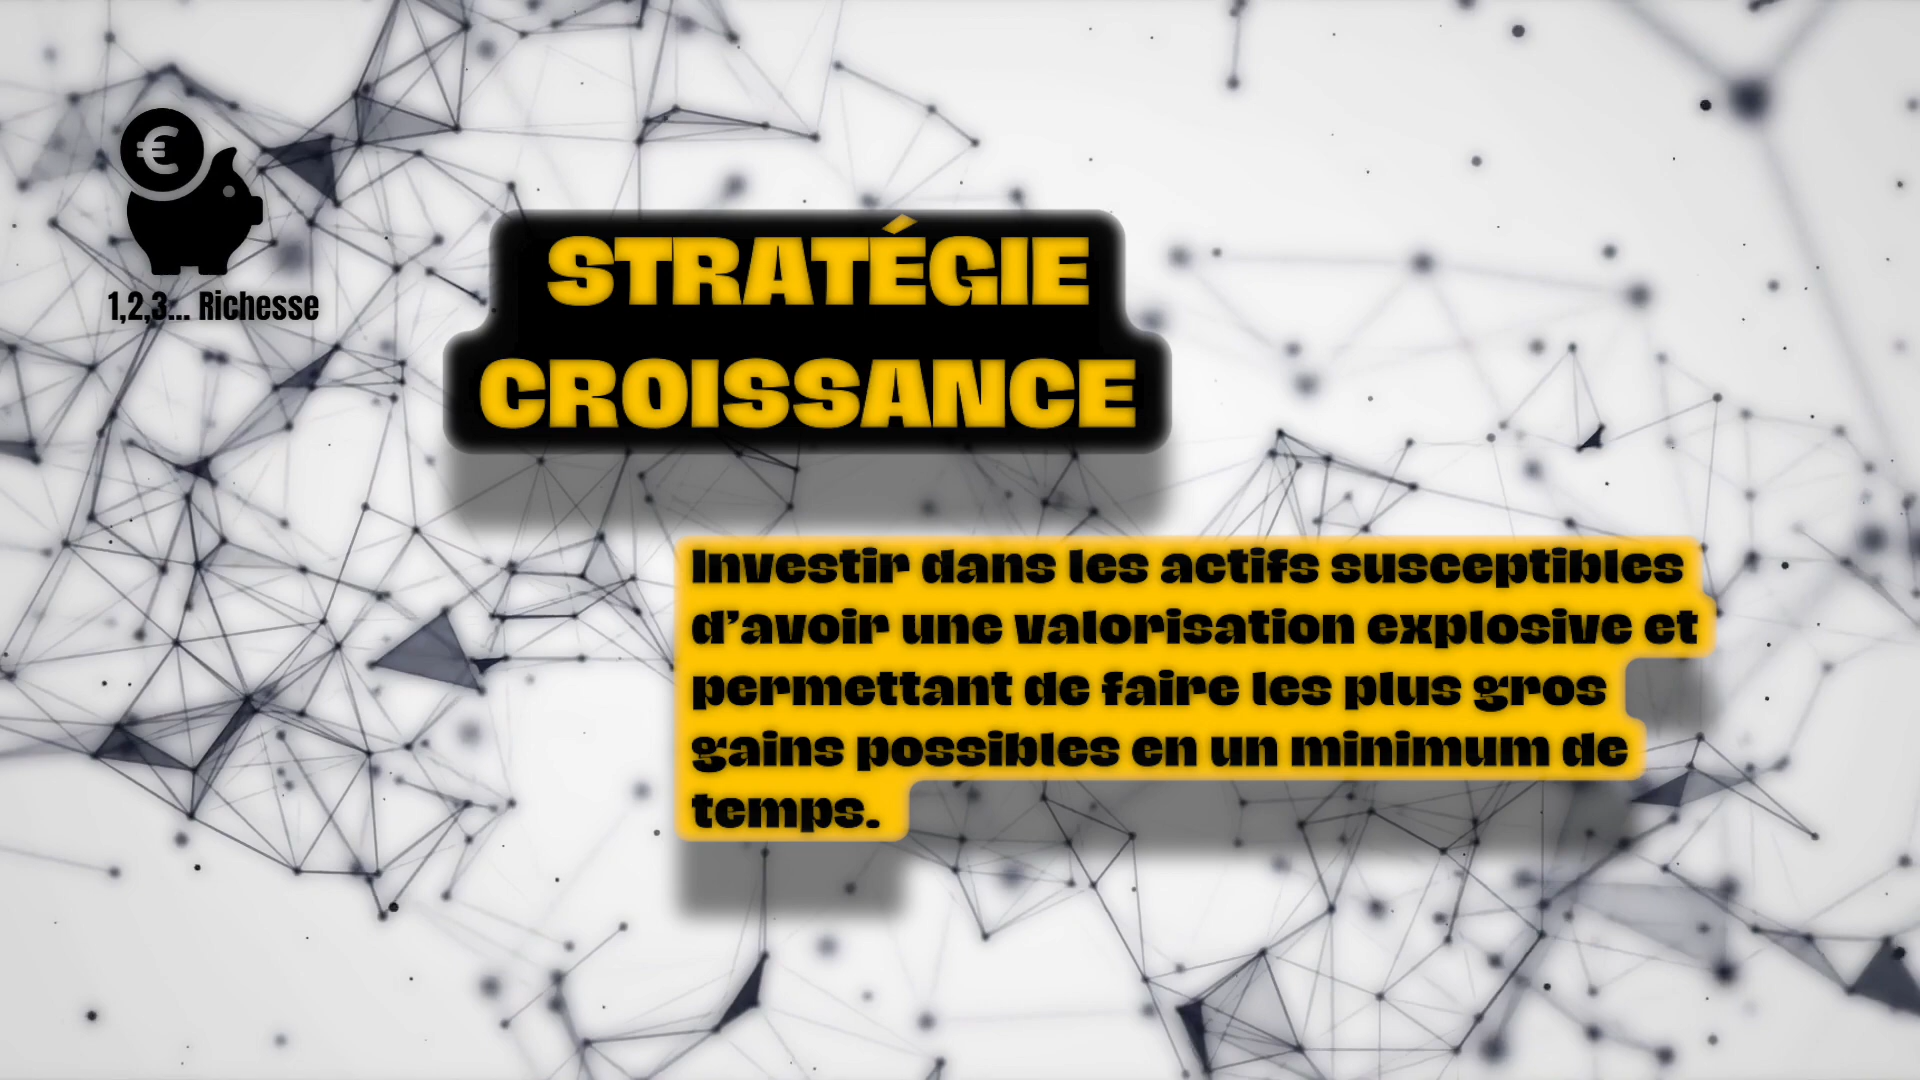 €
1,2,3... Richesse
STRATÉGIE
CROISSANCE
Investir dans les actifs susceptibles
d’avoir une valorisation explosive et
permettant de faire les plus gros
gains possibles en un minimum de
temps.